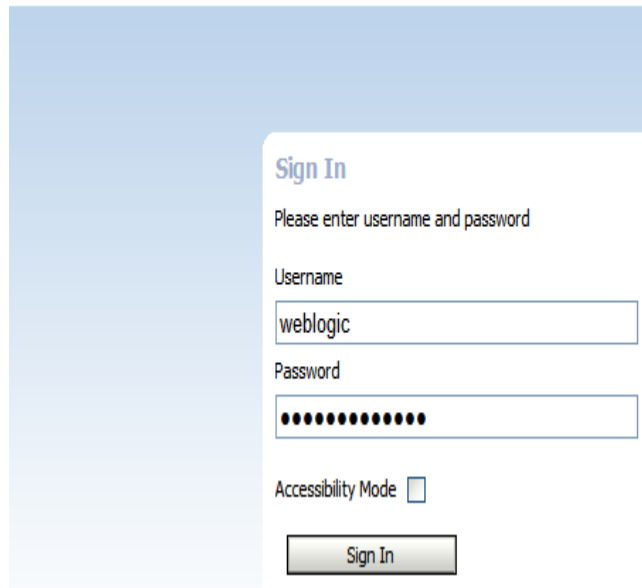 Sign In
Please enter username and password
Username
weblogic
Password
●●●●●●●●●●●●●
Accessibility Mode
Sign In